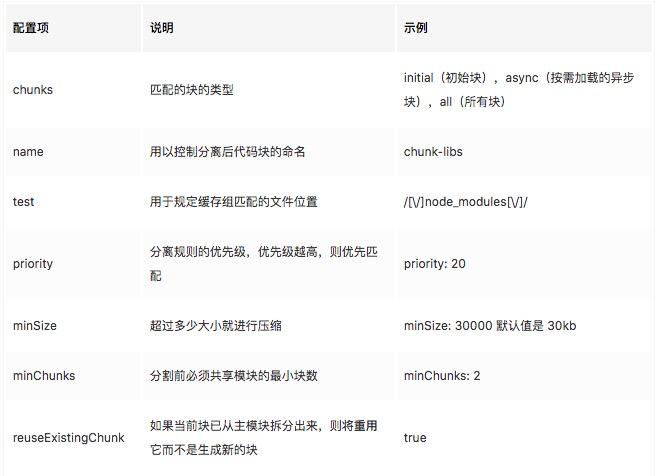 配置项 说明 示例
chunks 匹配的块的类型 initial（初始块），async（按需加载的异步
块），all（所有块）
name 用以控制分离后代码块的命名 chunk-libs
test 用于规定缓存组匹配的文件位置 /[\/]node_modules[\/]/
priority 分离规则的优先级，优先级越高，则优先匹
配 priority: 20
minSize 超过多少大小就进行压缩 minSize: 30000 默认值是 30kb
minChunks 分割前必须共享模块的最小块数 minChunks: 2
reuseExistingChunk 如果当前块已从主模块拆分出来，则将重用
它而不是生成新的块 true